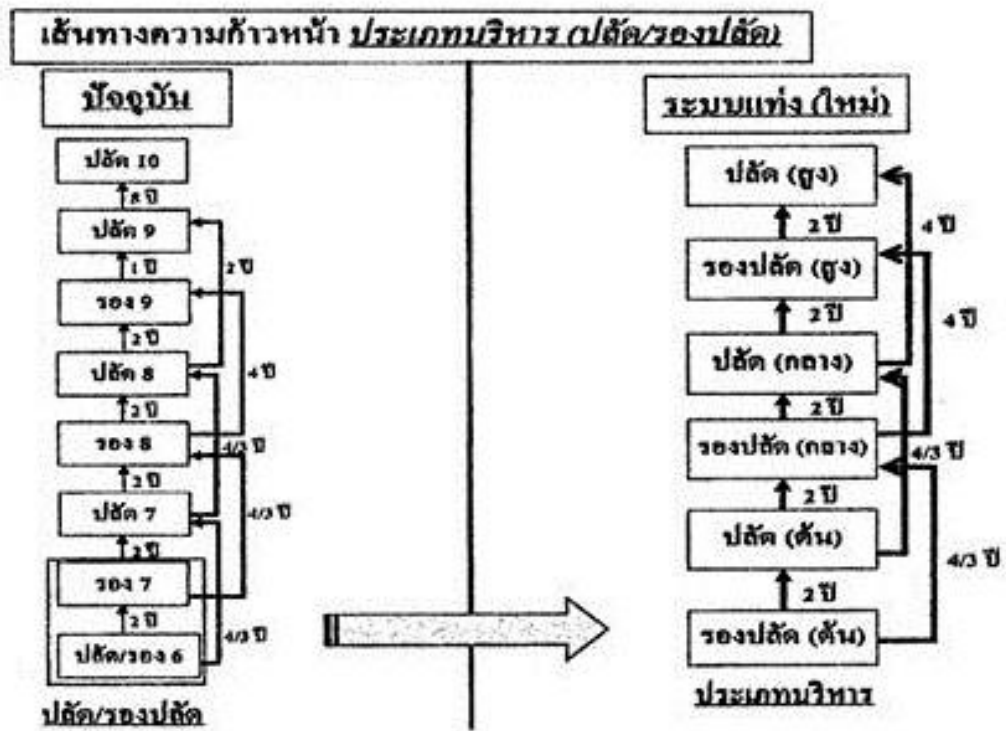 เส้นทางความก้าวหน้า ประเภทบริหาร (ปลัด/รองปลัด)
ปัจจุบัน
ปลัด 10
8 ปี
ปลัด 9
2 ปี
1 ปี
รอง 9
2 ปี
4 ปี
ปลัด 8
2 ปี
รอง 8
4/3 ปี
2 ปี
ปลัด 7
4/3 ปี
2 ปี
รอง 7
2 ปี
4/3 ปี
ปลัด/รอง 6
ปลัด/รองปลัด
ระบบแท่ง (ใหม่)
ปลัด (สูง)
2 ปี
4 ปี
รองปลัด (สูง)
2 ปี
4 ปี
ปลัด (กลาง)
2 ปี
รองปลัด (กลาง)
4/3 ปี
2 ปี
ปลัด (ต้น)
4/3 ปี
2 ปี
รองปลัด (ต้น)
ประเภทบริหาร